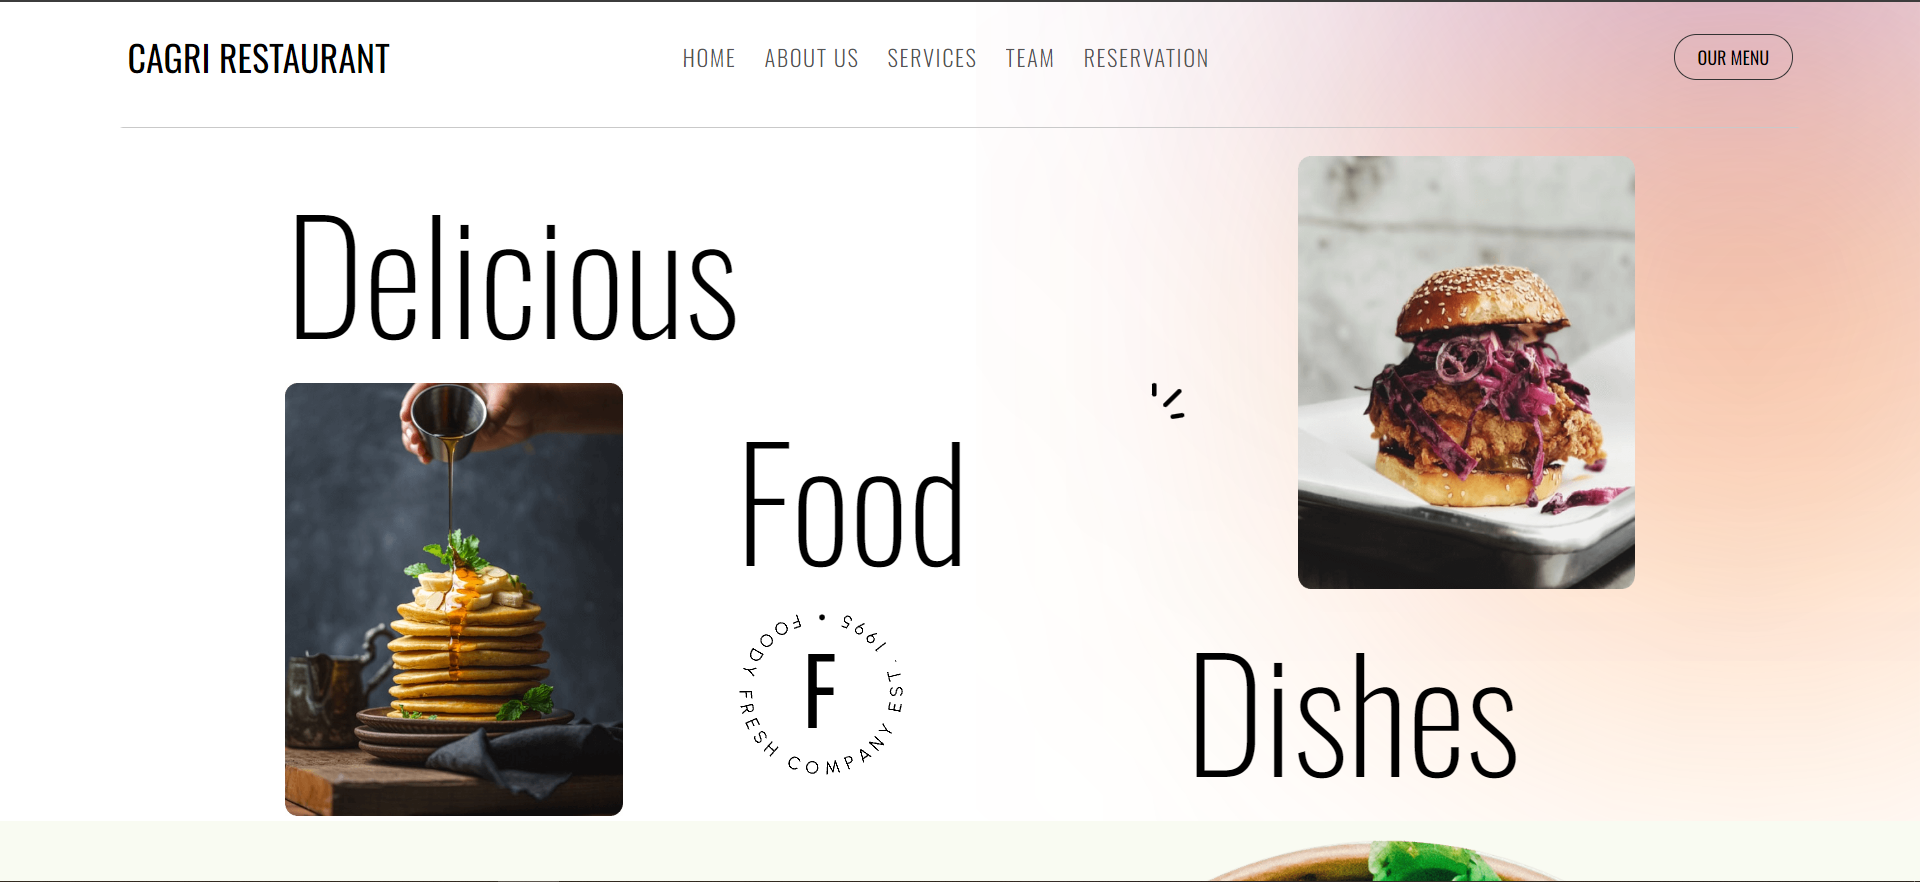 CAGRI RESTAURANT
HOME ABOUT US SERVICES TEAM RESERVATION
OUR MENU
Delicious
Food
FOODY FRESH COMPANY EST. 1995 •
F
Dishes